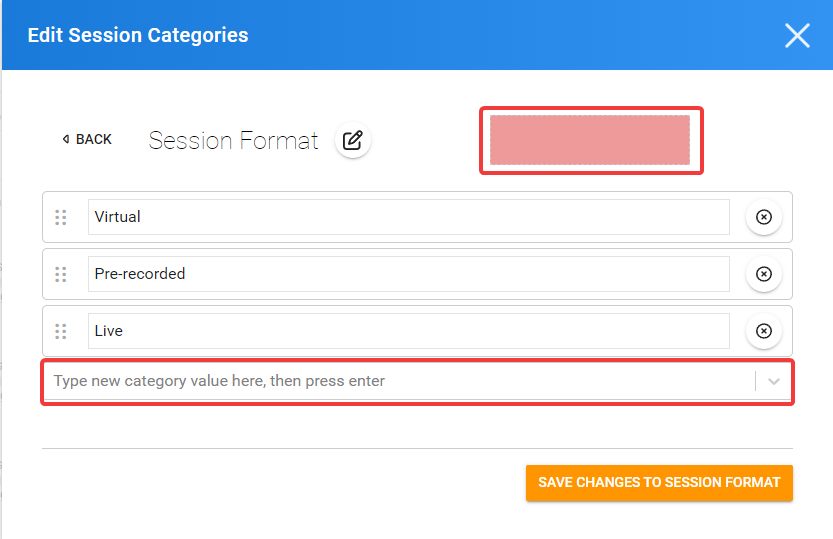 Edit Session Categories
BACK
Session Format
Virtual
Pre-recorded
Live
Type new category value here, then press enter
SAVE CHANGES TO SESSION FORMAT